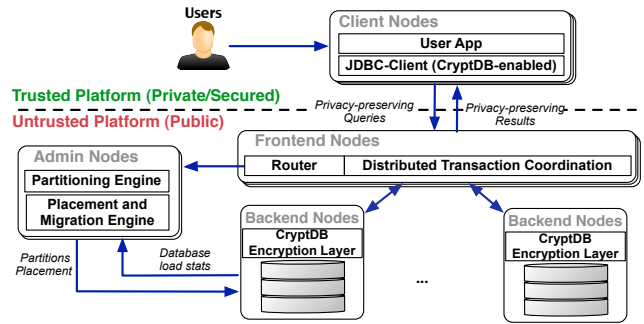 Users
Client Nodes
User App
JDBC-Client (CryptDB-enabled)
Trusted Platform (Private/Secured)
Untrusted Platform (Public)
Privacy-preserving
Queries
Privacy-preserving
Results
Frontend Nodes
Router
Distributed Transaction Coordination
Admin Nodes
Partitioning Engine
Placement and
Migration Engine
Partitions
Placement
Database
load stats
Backend Nodes
CryptDB
Encryption Layer
...
Backend Nodes
CryptDB
Encryption Layer